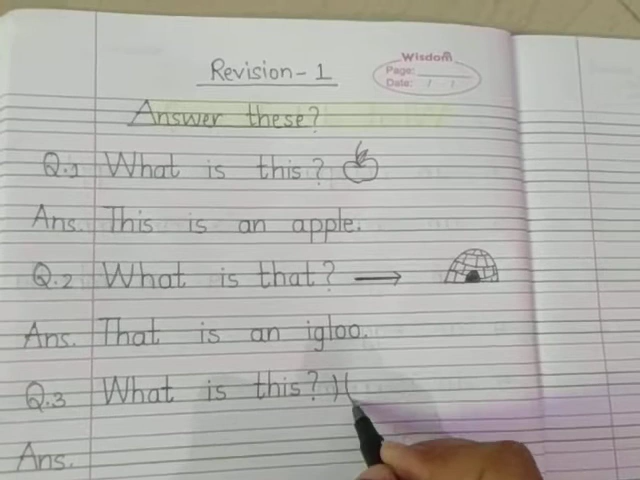 Wisdom
Revision-1
Page:
Date: / /
Answer these?
Q.1 What is this?
Ans. This is an apple.
Q.2 What is that? →
Ans. That is an igloo.
Q.3 What is this?
Ans.